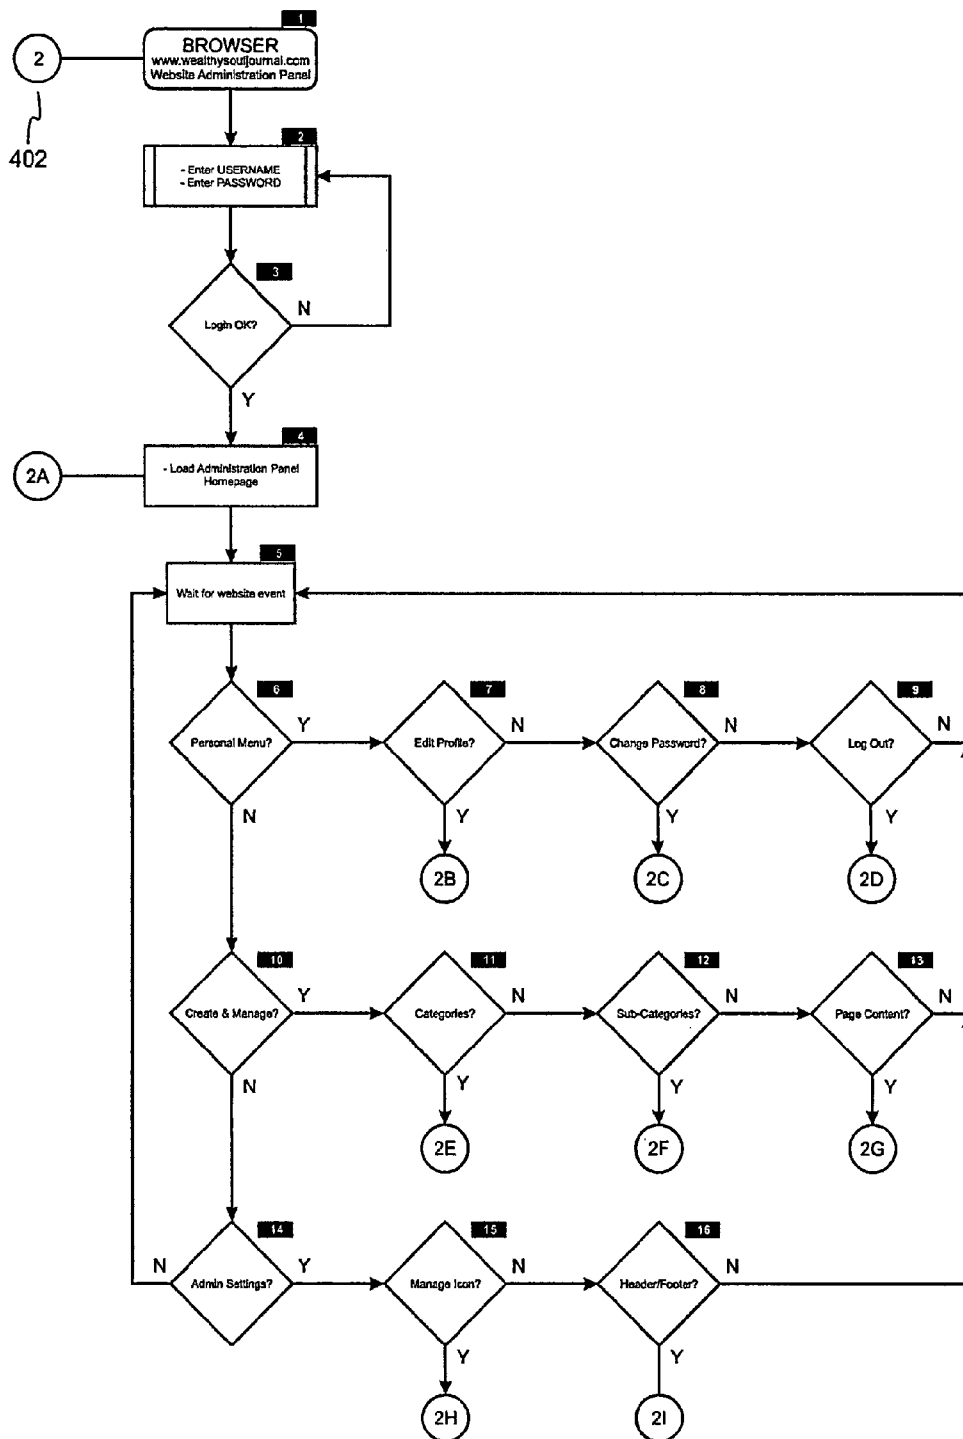 1
2
BROWSER
www.wealthysouljournal.com
Website Administration Panel
402
2
- Enter USERNAME
- Enter PASSWORD
3
Login OK?
N
Y
4
2A
- Load Administration Panel
Homepage
5
Wait for website event
6
Personal Menu?
Y
N
7
Edit Profile?
N
Y
2B
8
Change Password?
N
Y
2C
9
Log Out?
N
Y
2D
10
Create & Manage?
Y
N
11
Categories?
N
Y
2E
12
Sub-Categories?
N
Y
2F
13
Page Content?
N
Y
2G
14
N
Admin Settings?
Y
15
Manage Icon?
N
Y
2H
16
Header/Footer?
N
Y
2I